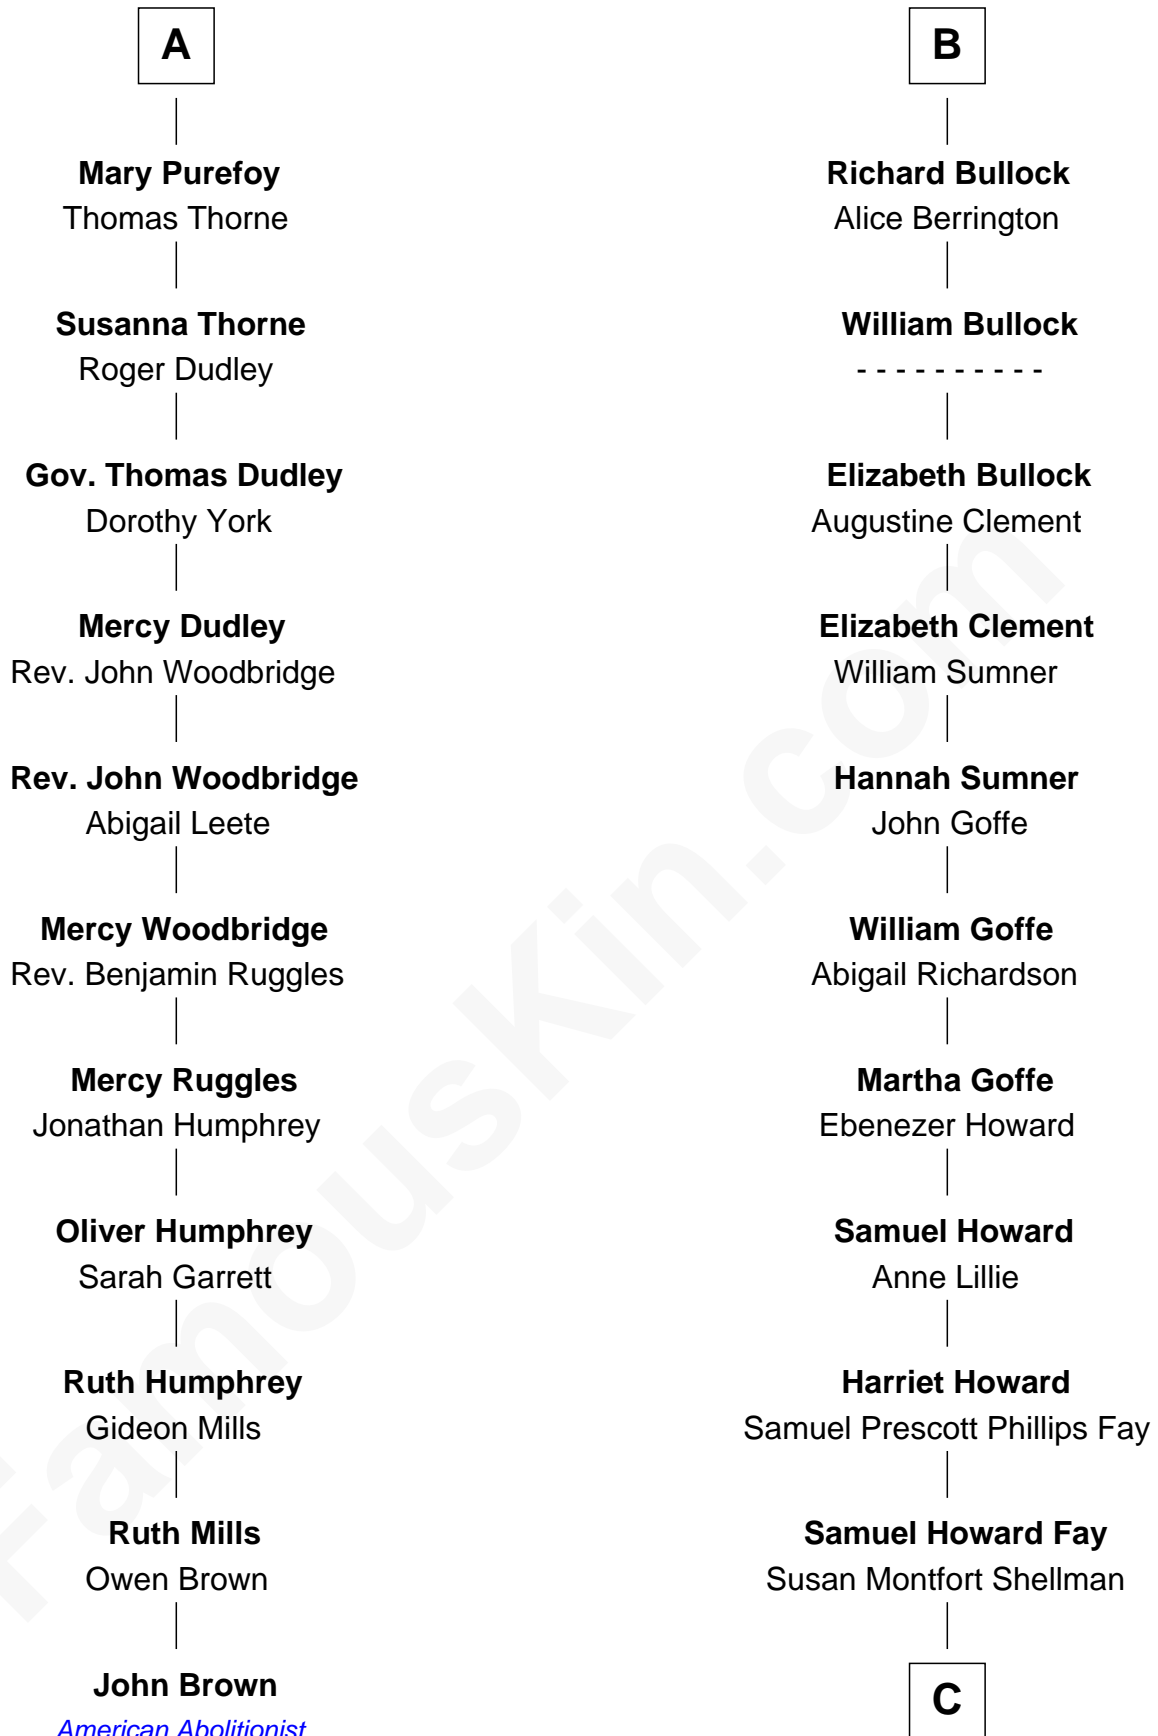 A
Mary Purefoy
Thomas Thorne
Susanna Thorne
Roger Dudley
Gov. Thomas Dudley
Dorothy York
Mercy Dudley
Rev. John Woodbridge
Rev. John Woodbridge
Abigail Leete
Mercy Woodbridge
Rev. Benjamin Ruggles
Mercy Ruggles
Jonathan Humphrey
Oliver Humphrey
Sarah Garrett
Ruth Humphrey
Gideon Mills
Ruth Mills
Owen Brown
John Brown
American Abolitionist
B
Richard Bullock
Alice Berrington
William Bullock
- - - - - - - - - -
Elizabeth Bullock
Augustine Clement
Elizabeth Clement
William Sumner
Hannah Sumner
John Goffe
William Goffe
Abigail Richardson
Martha Goffe
Ebenezer Howard
Samuel Howard
Anne Lillie
Harriet Howard
Samuel Prescott Phillips Fay
Samuel Howard Fay
Susan Montfort Shellman
C
FamousKin.com